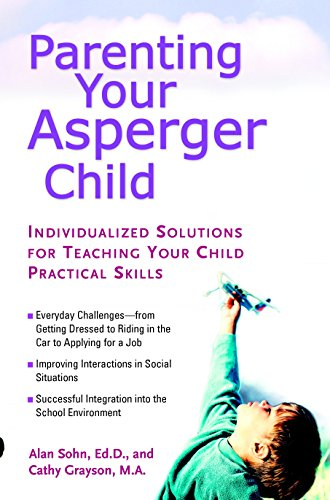 Parenting
Your
Asperger
Child
INDIVIDUALIZED SOLUTIONS
FOR TEACHING YOUR CHILD
PRACTICAL SKILLS
■ Everyday Challenges—from
Getting Dressed to Riding in the
Car to Applying for a Job
■ Improving Interactions in Social
Situations
■ Successful Integration into the
School Environment
Alan Sohn, Ed.D., and
Cathy Grayson, M.A.